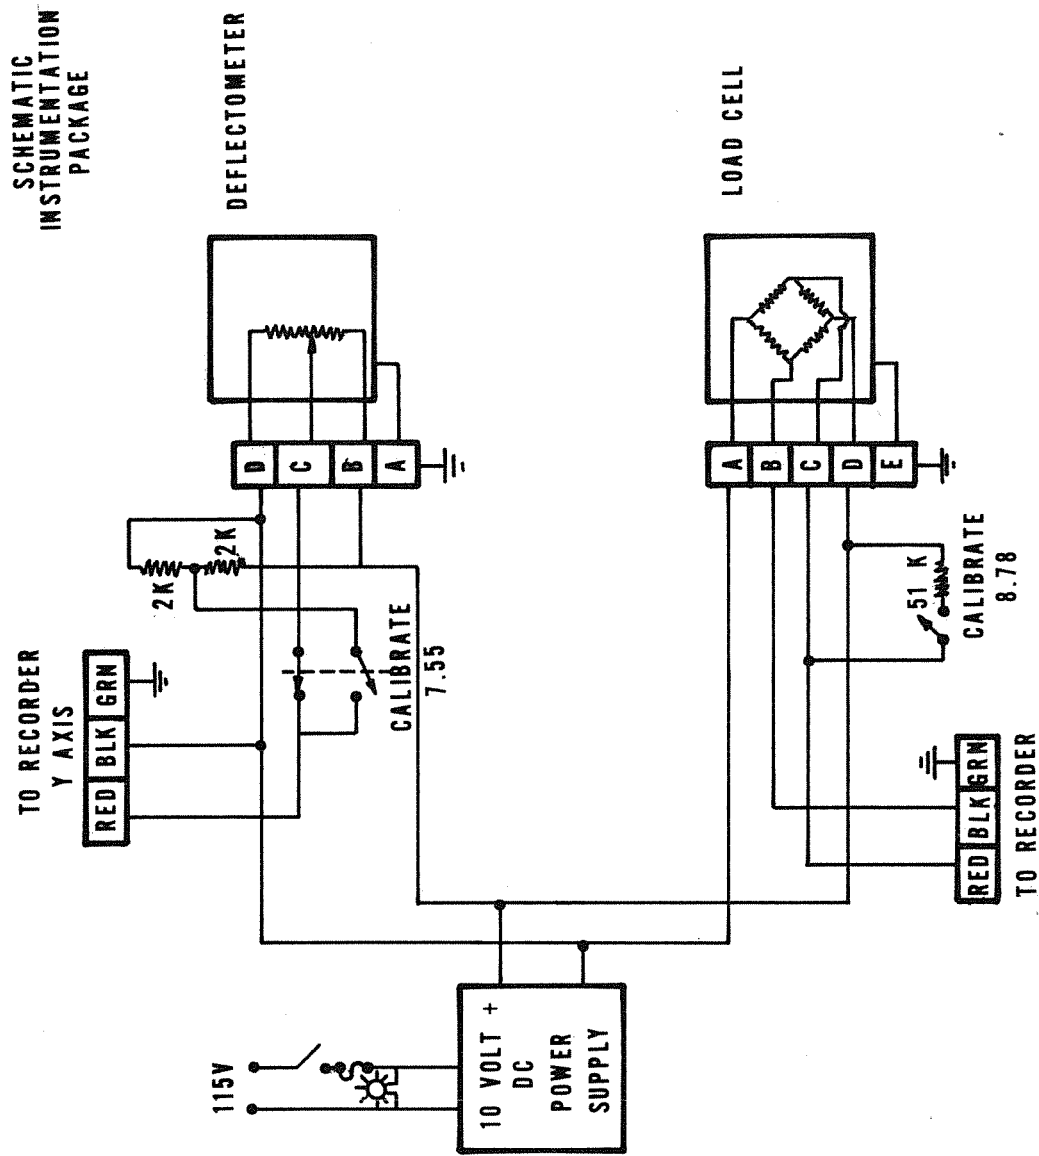 SCHEMATIC
INSTRUMENTATION
PACKAGE
DEFLECTOMETER
LOAD CELL
D
C
B
A
A
B
C
D
E
2K
2K
51 K
CALIBRATE
8.78
CALIBRATE
7.55
TO RECORDER
Y AXIS
RED BLK GRN
RED BLK GRN
TO RECORDER
115V
10 VOLT +
DC
POWER
SUPPLY